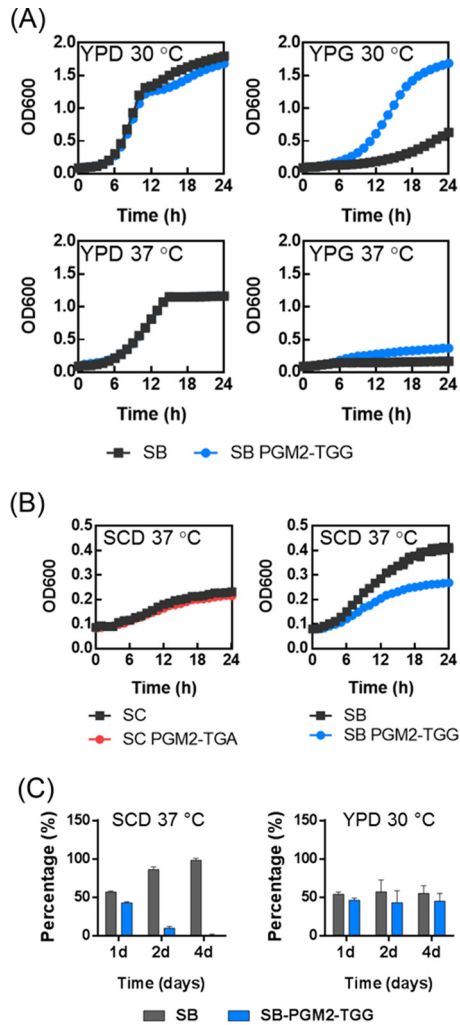 (A)
YPD 30 °C
YPG 30 °C
OD600
2.0
1.5
1.0
0.5
0.0
0 6 12 18 24
Time (h)
OD600
2.0
1.5
1.0
0.5
0.0
0 6 12 18 24
Time (h)
YPD 37 °C
YPG 37 °C
OD600
2.0
1.5
1.0
0.5
0.0
0 6 12 18 24
Time (h)
OD600
2.0
1.5
1.0
0.5
0.0
0 6 12 18 24
Time (h)
SB SB PGM2-TGG
(B)
SCD 37 °C
SCD 37 °C
OD600
0.5
0.4
0.3
0.2
0.1
0.0
0 6 12 18 24
Time (h)
SC
SC PGM2-TGA
OD600
0.5
0.4
0.3
0.2
0.1
0.0
0 6 12 18 24
Time (h)
SB
SB PGM2-TGG
(C)
SCD 37 °C
YPD 30 °C
Percentage (%)
150
100
50
0
1d 2d 4d
Time (days)
Percentage (%)
150
100
50
0
1d 2d 4d
Time (days)
SB SB-PGM2-TGG